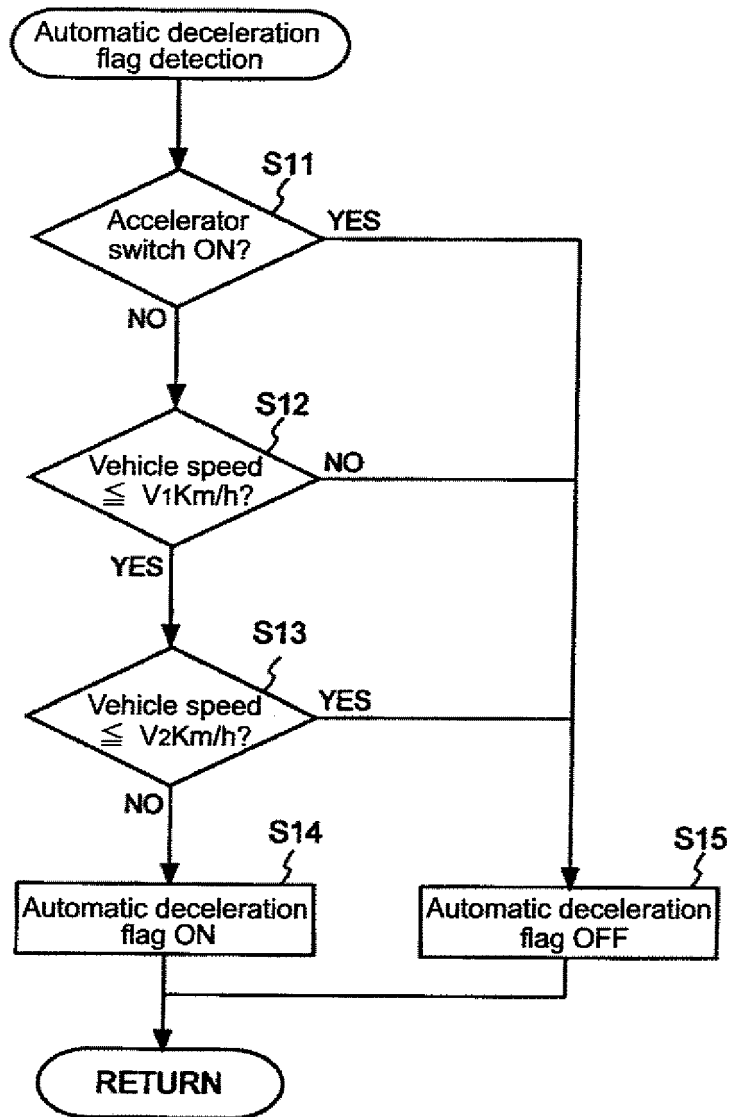 Automatic deceleration
flag detection
S11
Accelerator
switch ON?
YES
NO
S12
Vehicle speed
≦ V1Km/h?
NO
YES
S13
Vehicle speed
≦ V2Km/h?
YES
NO
S14
Automatic deceleration
flag ON
S15
Automatic deceleration
flag OFF
RETURN